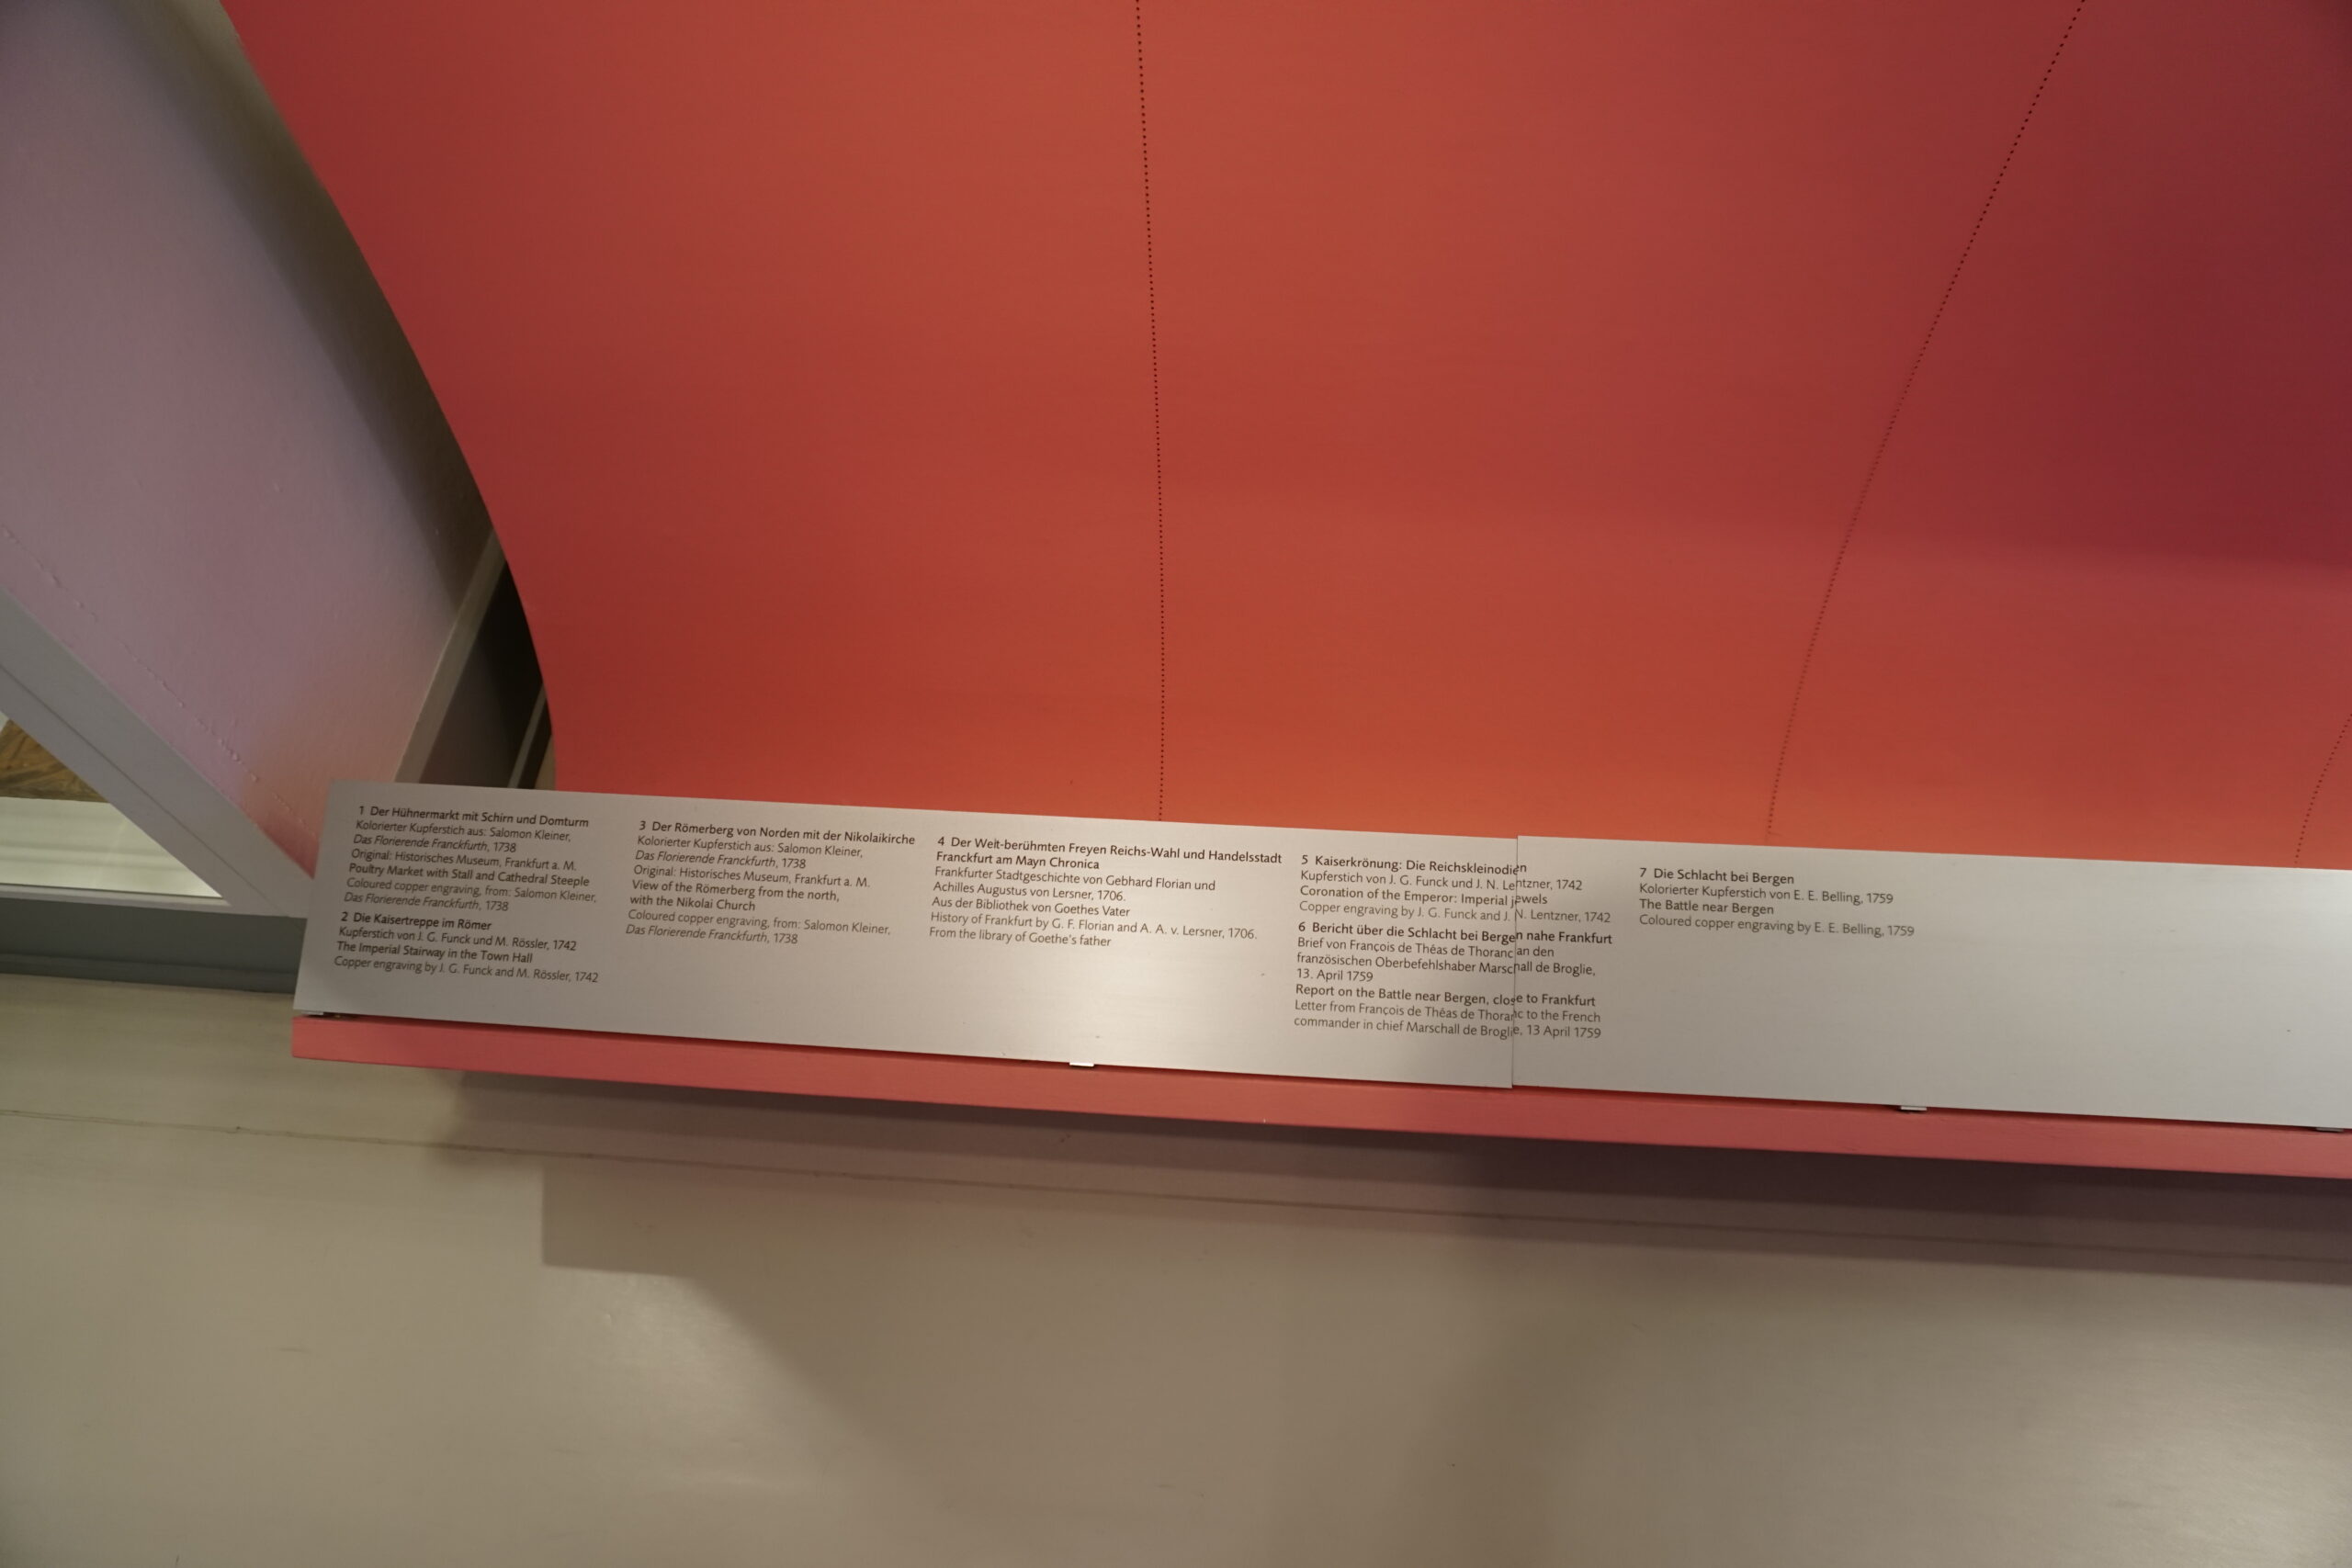 1 Der Hühnermarkt mit Schirn und Domturm
Kolorierter Kupferstich aus: Salomon Kleiner,
Das Florierende Franckfurth, 1738
Original: Historisches Museum, Frankfurt a. M.
Poultry Market with Stall and Cathedral Steeple
Coloured copper engraving, from: Salomon Kleiner,
Das Florierende Franckfurth, 1738
2 Die Kaisertreppe im Römer
Kupferstich von J. G. Funck und M. Rössler, 1742
The Imperial Stairway in the Town Hall
Copper engraving by J. G. Funck and M. Rössler, 1742
3 Der Römerberg von Norden mit der Nikolaikirche
Kolorierter Kupferstich aus: Salomon Kleiner,
Das Florierende Franckfurth, 1738
Original: Historisches Museum, Frankfurt a. M.
View of the Römerberg from the north,
with the Nikolai Church
Coloured copper engraving, from: Salomon Kleiner,
Das Florierende Franckfurth, 1738
4 Der Weit-berühmten Freyen Reichs-Wahl und Handelsstadt
Franckfurt am Mayn Chronica
Frankfurter Stadtgeschichte von Gebhard Florian und
Achilles Augustus von Lersner, 1706.
Aus der Bibliothek von Goethes Vater
History of Frankfurt by G. F. Florian and A. A. v. Lersner, 1706.
From the library of Goethe's father
5 Kaiserkrönung: Die Reichskleinodien
Kupferstich von J. G. Funck und J. N. Lentzner, 1742
Coronation of the Emperor: Imperial jewels
Copper engraving by J. G. Funck and J. N. Lentzner, 1742
6 Bericht über die Schlacht bei Bergen nahe Frankfurt
Brief von François de Théas de Thoranc an den
französischen Oberbefehlshaber Marschall de Broglie,
13. April 1759
Report on the Battle near Bergen, close to Frankfurt
Letter from François de Théas de Thoranc to the French
commander in chief Marschall de Broglie, 13 April 1759
7 Die Schlacht bei Bergen
Kolorierter Kupferstich von E. E. Belling, 1759
The Battle near Bergen
Coloured copper engraving by E. E. Belling, 1759